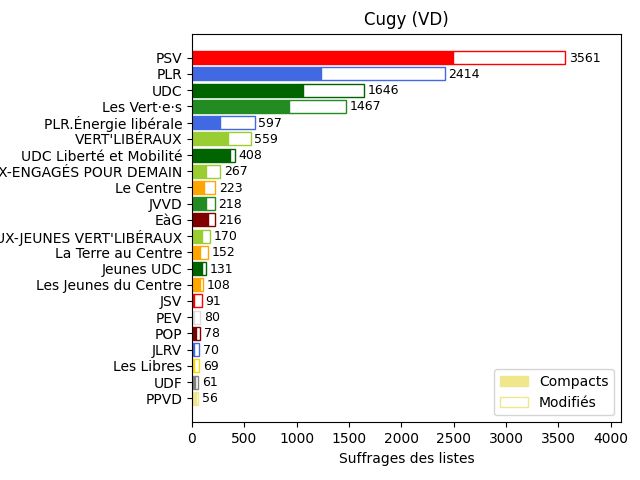 Cugy (VD)
PSV 3561
PLR 2414
UDC 1646
Les Vert·e·s 1467
PLR.Énergie libérale 597
VERT'LIBÉRAUX 559
UDC Liberté et Mobilité 408
X-ENGAGÉS POUR DEMAIN 267
Le Centre 223
JVVD 218
EàG 216
UX-JEUNES VERT'LIBÉRAUX 170
La Terre au Centre 152
Jeunes UDC 131
Les Jeunes du Centre 108
JSV 91
PEV 80
POP 78
JLRV 70
Les Libres 69
UDF 61
PPVD 56
Compacts
Modifiés
0 500 1000 1500 2000 2500 3000 3500 4000
Suffrages des listes